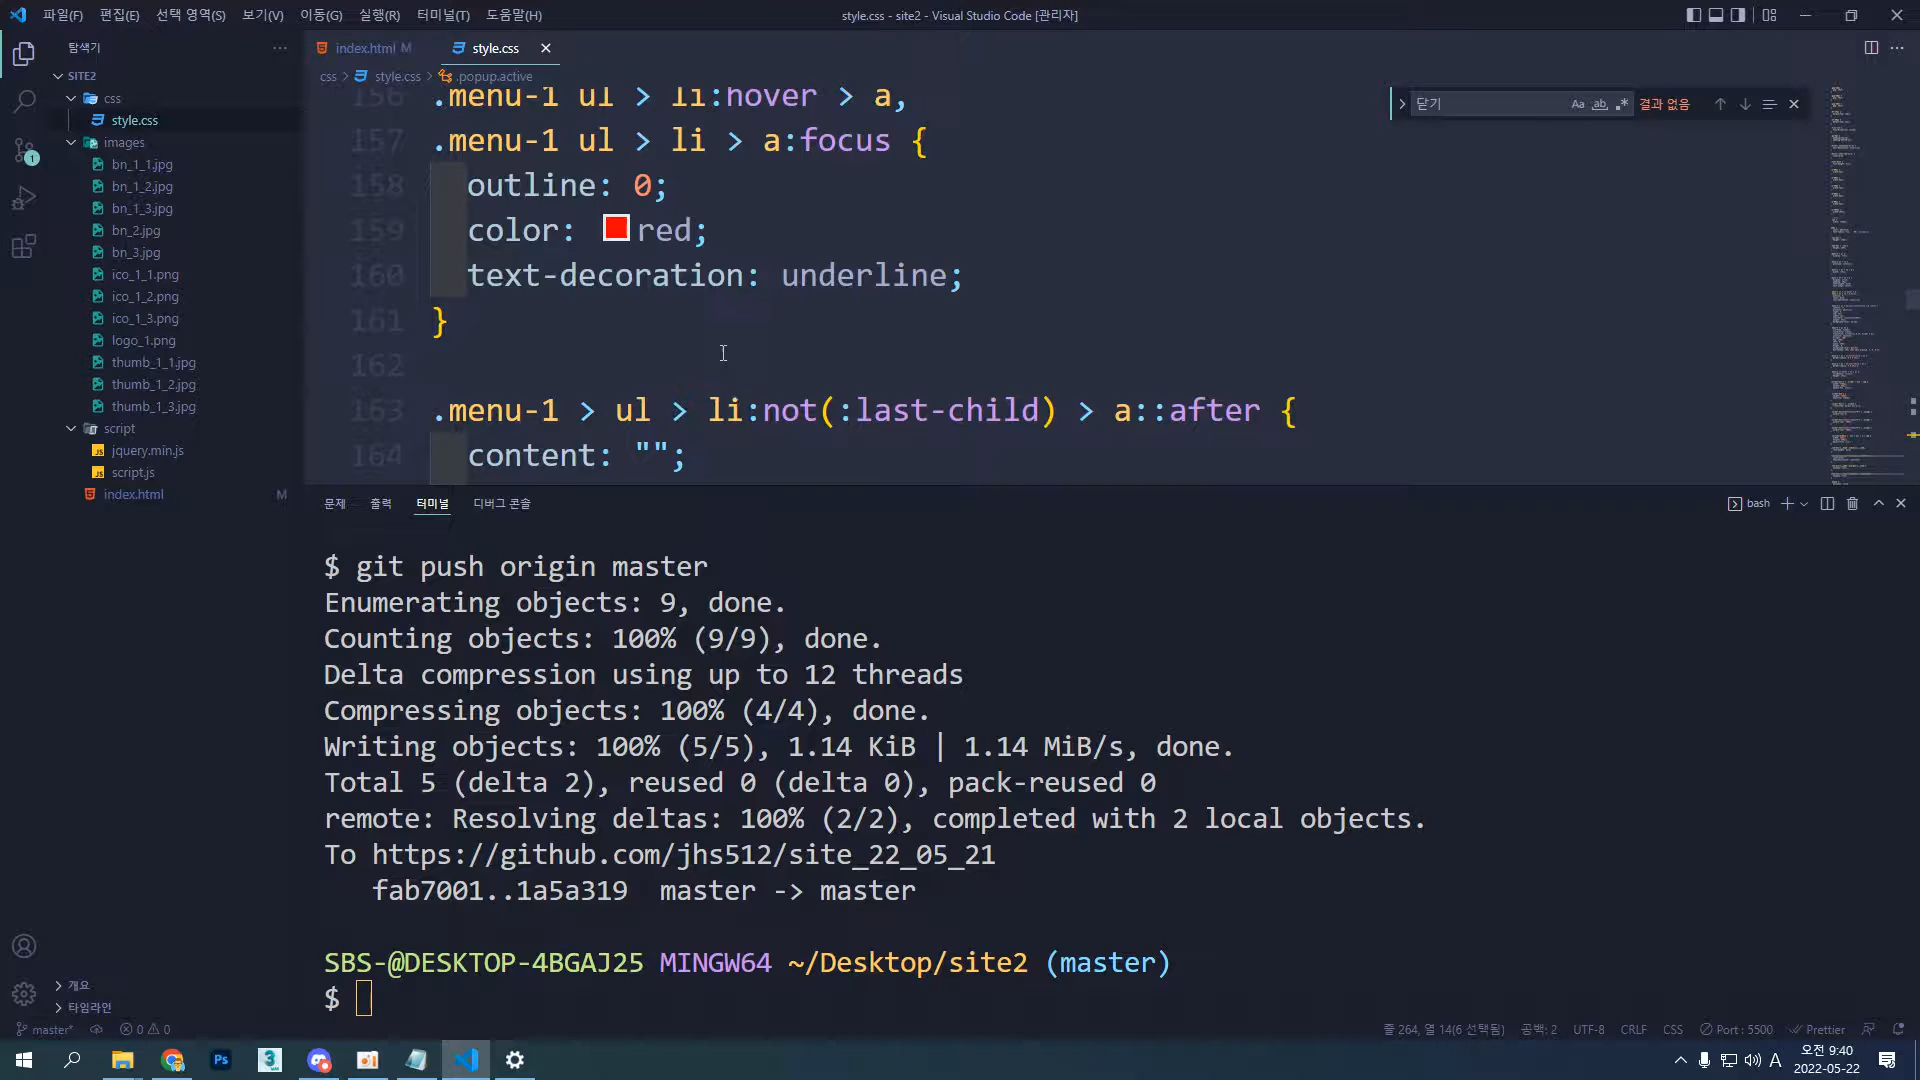 파일(F) 편집(E) 선택 영역(S) 보기(V) 이동(G) 실행(R) 터미널(T) 도움말(H)
style.css - site2 - Visual Studio Code [관리자]
탐색기
SITE2
css
style.css
images
bn_1_1.jpg
bn_1_2.jpg
bn_1_3.jpg
bn_2.jpg
bn_3.jpg
ico_1_1.png
ico_1_2.png
ico_1_3.png
logo_1.png
thumb_1_1.jpg
thumb_1_2.jpg
thumb_1_3.jpg
script
jquery.min.js
script.js
index.html M
개요
타임라인
index.html M style.css
css > style.css > .popup.active
닫기 Aa ab 결과 없음
156 .menu-1 ul > li:hover > a,
157 .menu-1 ul > li > a:focus {
158 outline: 0;
159 color: red;
160 text-decoration: underline;
161 }
162
163 .menu-1 > ul > li:not(:last-child) > a::after {
164 content: "";
문제 출력 터미널 디버그 콘솔
bash
$ git push origin master
Enumerating objects: 9, done.
Counting objects: 100% (9/9), done.
Delta compression using up to 12 threads
Compressing objects: 100% (4/4), done.
Writing objects: 100% (5/5), 1.14 KiB | 1.14 MiB/s, done.
Total 5 (delta 2), reused 0 (delta 0), pack-reused 0
remote: Resolving deltas: 100% (2/2), completed with 2 local objects.
To https://github.com/jhs512/site_22_05_21
fab7001..1a5a319 master -> master
SBS-@DESKTOP-4BGAJ25 MINGW64 ~/Desktop/site2 (master)
$
master* 0 0
줄 264, 열 14(6 선택됨) 공백: 2 UTF-8 CRLF CSS Port : 5500 Prettier
Ps
3
A
오전 9:40
2022-05-22
1